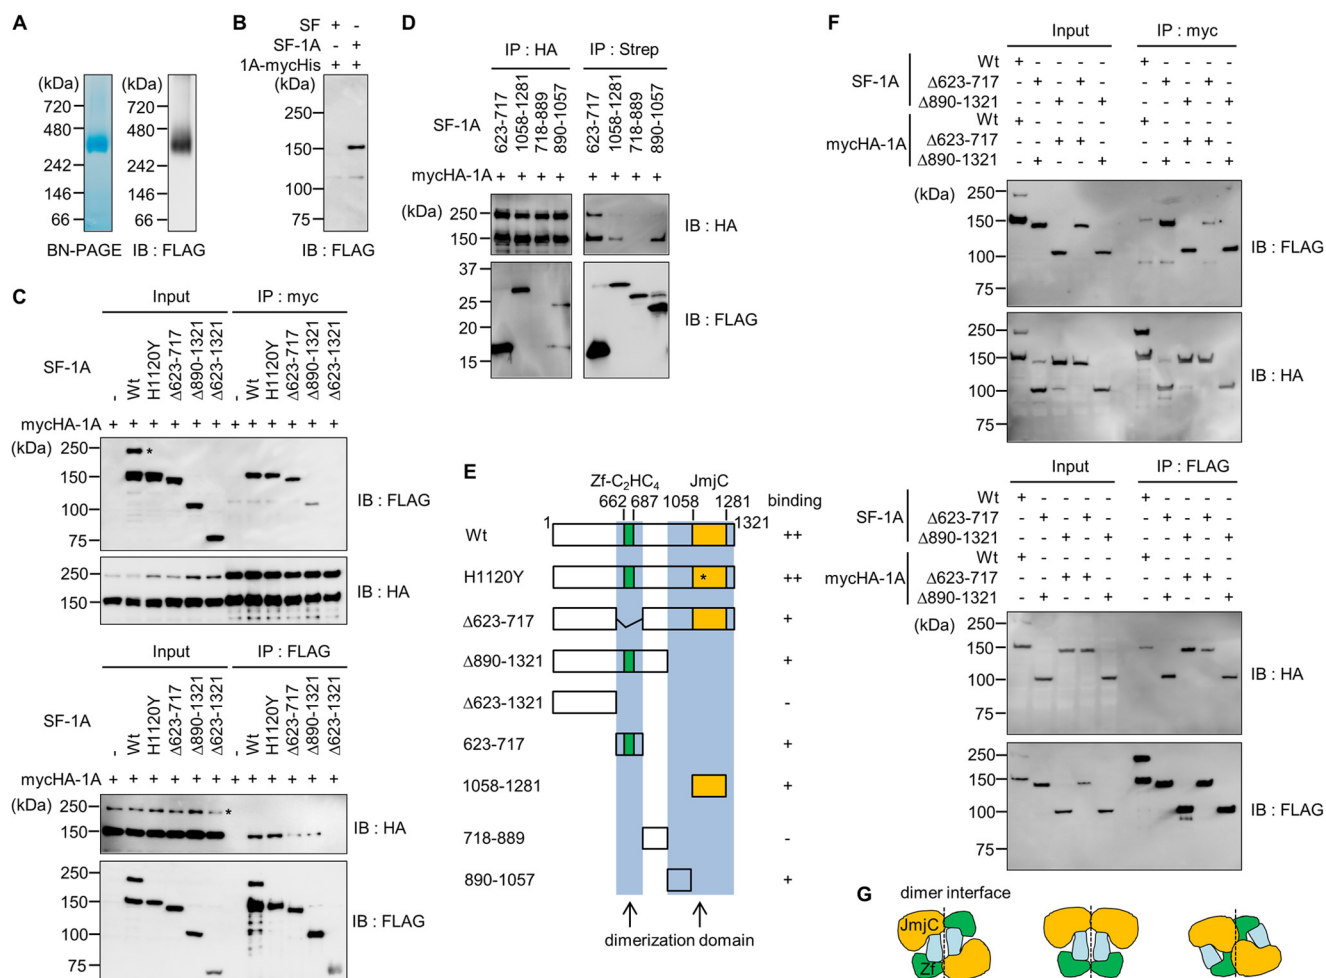 A
(kDa)
720
480
242
146
66
BN-PAGE
(kDa)
720
480
242
146
66
IB : FLAG
B
SF + -
SF-1A - +
1A-mycHis + +
(kDa)
250
150
100
75
IB : FLAG
C
Input IP : myc
SF-1A - Wt H1120Y Δ623-717 Δ890-1321 Δ623-1321 - Wt H1120Y Δ623-717 Δ890-1321 Δ623-1321
mycHA-1A + + + + + + + + + + + +
(kDa)
250 *
150
100
75
IB : FLAG
250
150
IB : HA
Input IP : FLAG
SF-1A - Wt H1120Y Δ623-717 Δ890-1321 Δ623-1321 - Wt H1120Y Δ623-717 Δ890-1321 Δ623-1321
mycHA-1A + + + + + + + + + + + +
(kDa)
250 *
150
IB : HA
250
150
100
75
IB : FLAG
D
IP : HA IP : Strep
SF-1A 623-717 1058-1281 718-889 890-1057 623-717 1058-1281 718-889 890-1057
mycHA-1A + + + + + + + +
(kDa)
250
150
IB : HA
37
25
20
15
IB : FLAG
E
Zf-C2HC4 JmjC
1 662 687 1058 1281 1321 binding
Wt ++
H1120Y * ++
Δ623-717 +
Δ890-1321 +
Δ623-1321 -
623-717 +
1058-1281 +
718-889 -
890-1057 +
dimerization domain
F
Input IP : myc
SF-1A
Wt + - - - - + - - - -
Δ623-717 - + - + - - + - + -
Δ890-1321 - - + - + - - + - +
mycHA-1A
Wt + - - - - + - - - -
Δ623-717 - - + + - - - + + -
Δ890-1321 - + - - + - + - - +
(kDa)
250
150
100
75
IB : FLAG
250
150
100
75
IB : HA
Input IP : FLAG
SF-1A
Wt + - - - - + - - - -
Δ623-717 - + - + - - + - + -
Δ890-1321 - - + - + - - + - +
mycHA-1A
Wt + - - - - + - - - -
Δ623-717 - - + + - - - + + -
Δ890-1321 - + - - + - + - - +
(kDa)
250
150
100
75
IB : HA
250
150
100
75
IB : FLAG
G
dimer interface
JmjC
Zf